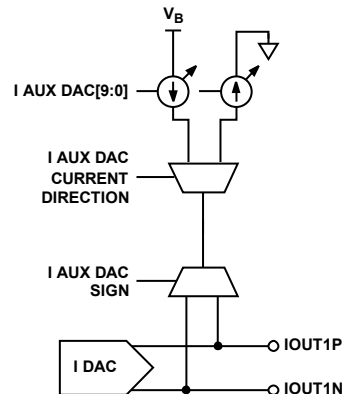 VB
I AUX DAC[9:0]
I AUX DAC
CURRENT
DIRECTION
I AUX DAC
SIGN
I DAC
IOUT1P
IOUT1N